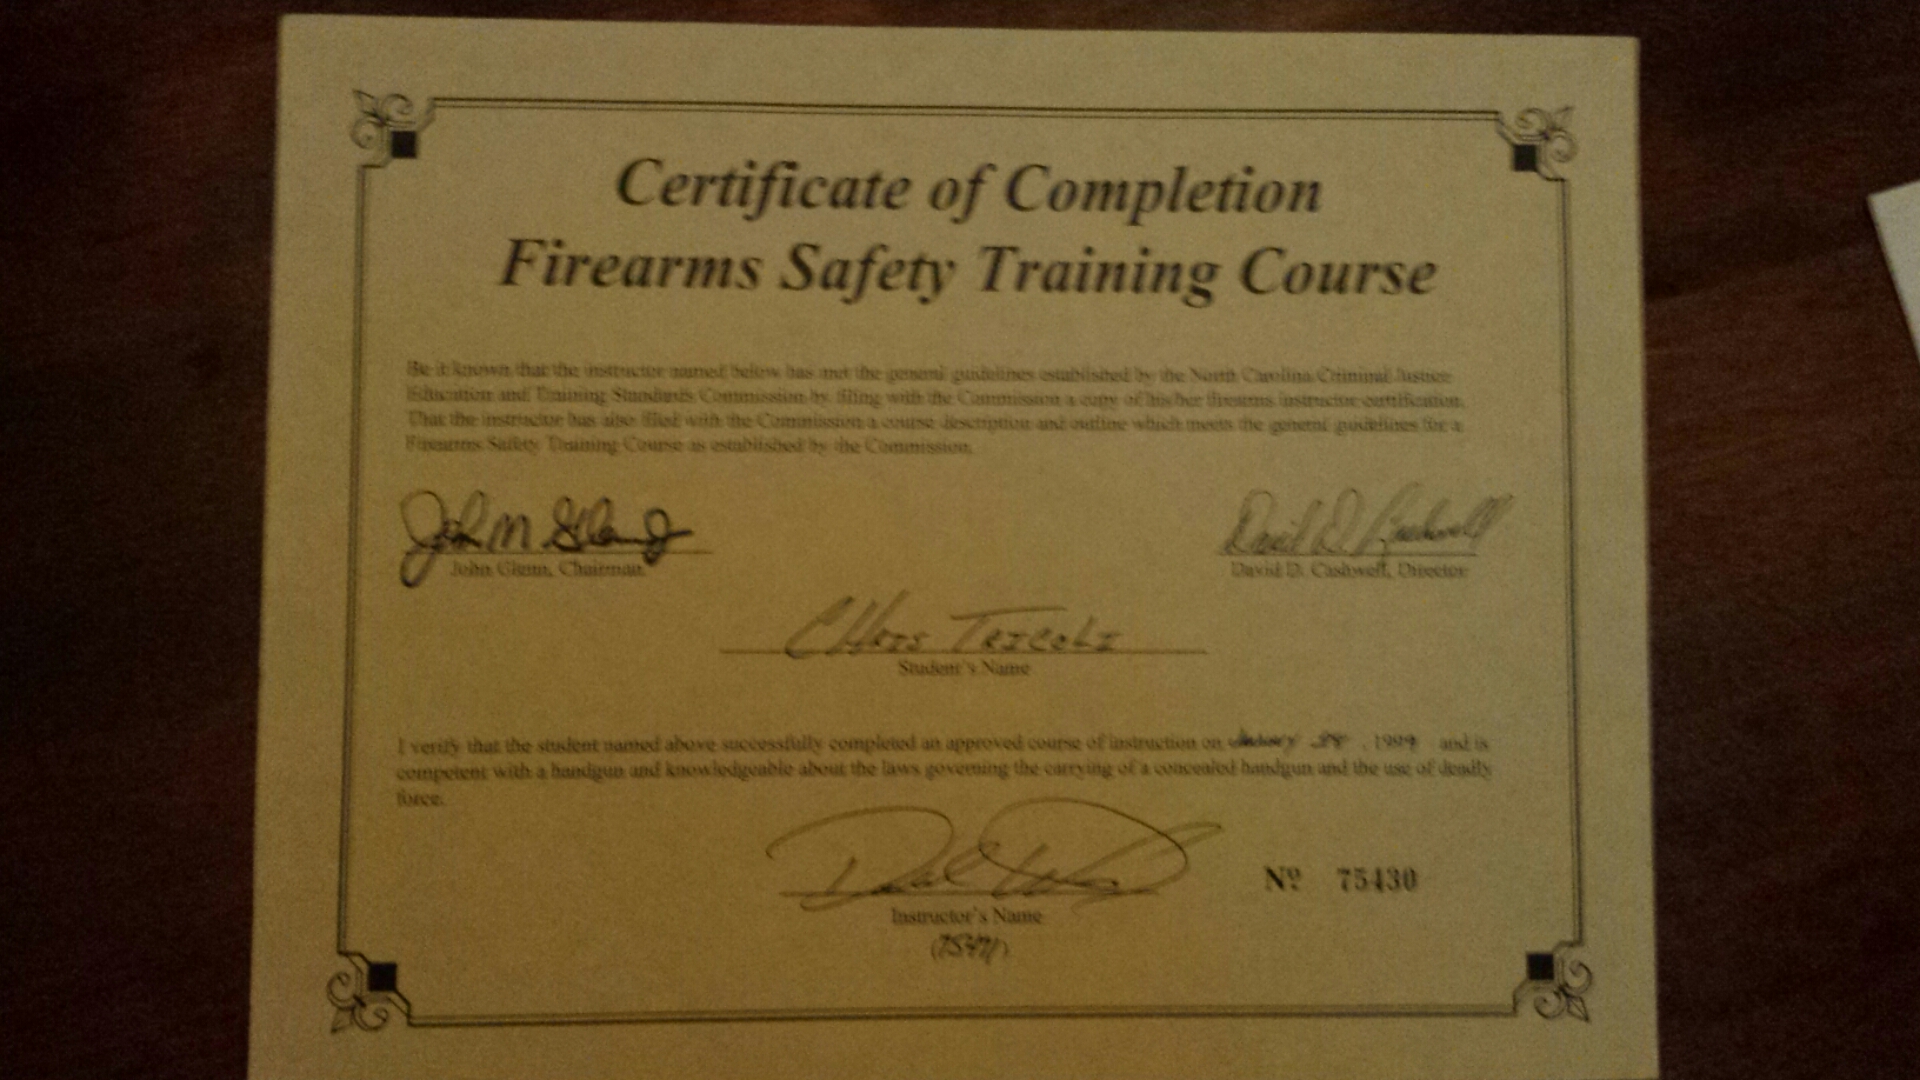 Certificate of Completion
Firearms Safety Training Course
Be it known that the instructor named below has met the general guidelines established by the North Carolina Criminal Justice
Education and Training Standards Commission by filing with the Commission a copy of his/her firearms instructor certification.
That the instructor has also filed with the Commission a course description and outline which meets the general guidelines for a
Firearms Safety Training Course as established by the Commission.
John Glenn, Chairman
David D. Cashwell
David D. Cashwell, Director
Chris Tricoli
Student's Name
I verify that the student named above successfully completed an approved course of instruction on January , 1999 and is
competent with a handgun and knowledgeable about the laws governing the carrying of a concealed handgun and the use of deadly
force.
Instructor's Name
Nº 75430